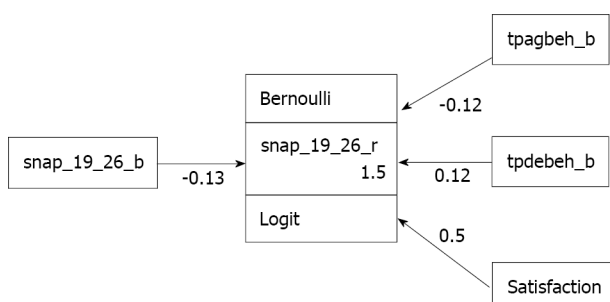 tpagbeh_b
Bernoulli
-0.12
snap_19_26_b
-0.13
snap_19_26_r
1.5
0.12
tpdebeh_b
Logit
0.5
Satisfaction